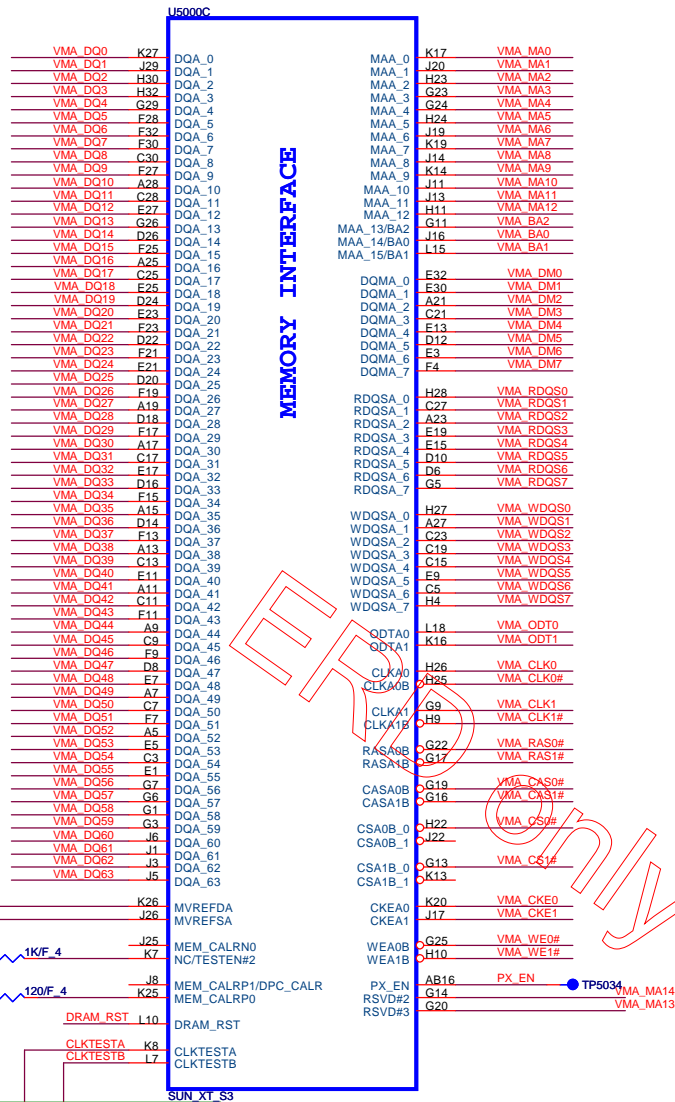 U5000C
VMA_DQ0 K27 DQA_0
VMA_DQ1 J29 DQA_1
VMA_DQ2 H30 DQA_2
VMA_DQ3 H32 DQA_3
VMA_DQ4 G29 DQA_4
VMA_DQ5 F28 DQA_5
VMA_DQ6 F32 DQA_6
VMA_DQ7 F30 DQA_7
VMA_DQ8 C30 DQA_8
VMA_DQ9 F27 DQA_9
VMA_DQ10 A28 DQA_10
VMA_DQ11 C28 DQA_11
VMA_DQ12 E27 DQA_12
VMA_DQ13 G26 DQA_13
VMA_DQ14 D26 DQA_14
VMA_DQ15 F25 DQA_15
VMA_DQ16 A25 DQA_16
VMA_DQ17 C25 DQA_17
VMA_DQ18 E25 DQA_18
VMA_DQ19 D24 DQA_19
VMA_DQ20 E23 DQA_20
VMA_DQ21 F23 DQA_21
VMA_DQ22 D22 DQA_22
VMA_DQ23 F21 DQA_23
VMA_DQ24 E21 DQA_24
VMA_DQ25 D20 DQA_25
VMA_DQ26 F19 DQA_26
VMA_DQ27 A19 DQA_27
VMA_DQ28 D18 DQA_28
VMA_DQ29 F17 DQA_29
VMA_DQ30 A17 DQA_30
VMA_DQ31 C17 DQA_31
VMA_DQ32 E17 DQA_32
VMA_DQ33 D16 DQA_33
VMA_DQ34 F15 DQA_34
VMA_DQ35 A15 DQA_35
VMA_DQ36 D14 DQA_36
VMA_DQ37 F13 DQA_37
VMA_DQ38 A13 DQA_38
VMA_DQ39 C13 DQA_39
VMA_DQ40 E11 DQA_40
VMA_DQ41 A11 DQA_41
VMA_DQ42 C11 DQA_42
VMA_DQ43 F11 DQA_43
VMA_DQ44 A9 DQA_44
VMA_DQ45 C9 DQA_45
VMA_DQ46 F9 DQA_46
VMA_DQ47 D8 DQA_47
VMA_DQ48 E7 DQA_48
VMA_DQ49 A7 DQA_49
VMA_DQ50 C7 DQA_50
VMA_DQ51 F7 DQA_51
VMA_DQ52 A5 DQA_52
VMA_DQ53 E5 DQA_53
VMA_DQ54 C3 DQA_54
VMA_DQ55 E1 DQA_55
VMA_DQ56 G7 DQA_56
VMA_DQ57 G6 DQA_57
VMA_DQ58 G1 DQA_58
VMA_DQ59 G3 DQA_59
VMA_DQ60 J6 DQA_60
VMA_DQ61 J1 DQA_61
VMA_DQ62 J3 DQA_62
VMA_DQ63 J5 DQA_63
K26 MVREFDA
J26 MVREFSA
J25 MEM_CALRN0
1K/F_4 K7 NC/TESTEN#2
J8 MEM_CALRP1/DPC_CALR
120/F_4 K25 MEM_CALRP0
DRAM_RST L10 DRAM_RST
CLKTESTA K8 CLKTESTA
CLKTESTB L7 CLKTESTB
MEMORY INTERFACE
MAA_0 K17 VMA_MA0
MAA_1 J20 VMA_MA1
MAA_2 H23 VMA_MA2
MAA_3 G23 VMA_MA3
MAA_4 G24 VMA_MA4
MAA_5 H24 VMA_MA5
MAA_6 J19 VMA_MA6
MAA_7 K19 VMA_MA7
MAA_8 J14 VMA_MA8
MAA_9 K14 VMA_MA9
MAA_10 J11 VMA_MA10
MAA_11 J13 VMA_MA11
MAA_12 H11 VMA_MA12
MAA_13/BA2 G11 VMA_BA2
MAA_14/BA0 J16 VMA_BA0
MAA_15/BA1 L15 VMA_BA1
DQMA_0 E32 VMA_DM0
DQMA_1 E30 VMA_DM1
DQMA_2 A21 VMA_DM2
DQMA_3 C21 VMA_DM3
DQMA_4 E13 VMA_DM4
DQMA_5 D12 VMA_DM5
DQMA_6 E3 VMA_DM6
DQMA_7 F4 VMA_DM7
RDQSA_0 H28 VMA_RDQS0
RDQSA_1 C27 VMA_RDQS1
RDQSA_2 A23 VMA_RDQS2
RDQSA_3 E19 VMA_RDQS3
RDQSA_4 E15 VMA_RDQS4
RDQSA_5 D10 VMA_RDQS5
RDQSA_6 D6 VMA_RDQS6
RDQSA_7 G5 VMA_RDQS7
WDQSA_0 H27 VMA_WDQS0
WDQSA_1 A27 VMA_WDQS1
WDQSA_2 C23 VMA_WDQS2
WDQSA_3 C19 VMA_WDQS3
WDQSA_4 C15 VMA_WDQS4
WDQSA_5 E9 VMA_WDQS5
WDQSA_6 C5 VMA_WDQS6
WDQSA_7 H4 VMA_WDQS7
ODTA0 L18 VMA_ODT0
ODTA1 K16 VMA_ODT1
CLKA0 H26 VMA_CLK0
CLKA0B H25 VMA_CLK0#
CLKA1 G9 VMA_CLK1
CLKA1B H9 VMA_CLK1#
RASA0B G22 VMA_RAS0#
RASA1B G17 VMA_RAS1#
CASA0B G19 VMA_CAS0#
CASA1B G16 VMA_CAS1#
CSA0B_0 H22 VMA_CS0#
CSA0B_1 J22
CSA1B_0 G13 VMA_CS1#
CSA1B_1 K13
CKEA0 K20 VMA_CKE0
CKEA1 J17 VMA_CKE1
WEA0B G25 VMA_WE0#
WEA1B H10 VMA_WE1#
PX_EN AB16 PX_EN TP5034
RSVD#2 G14 VMA_MA14
RSVD#3 G20 VMA_MA13
SUN_XT_S3
ERD only